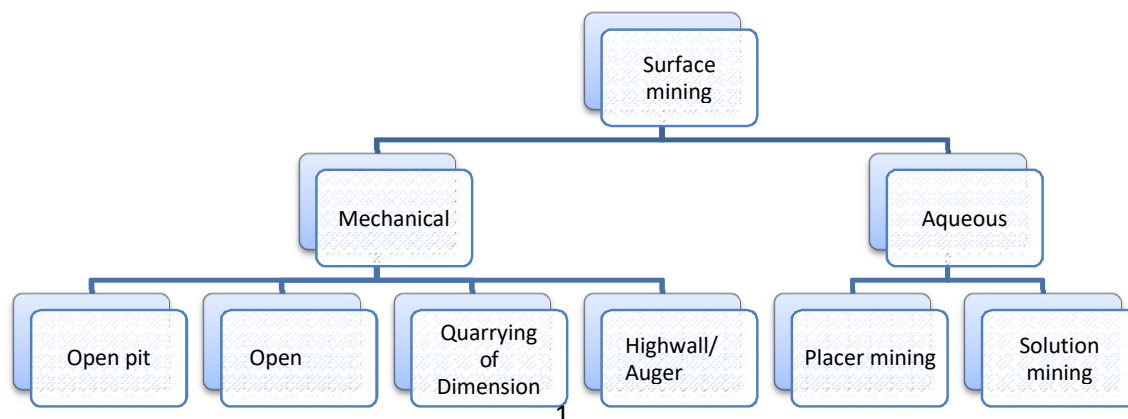 Surface
mining
Mechanical
Aqueous
Open pit
Open
Quarrying
of
Dimension
Highwall/
Auger
Placer mining
Solution
mining
1